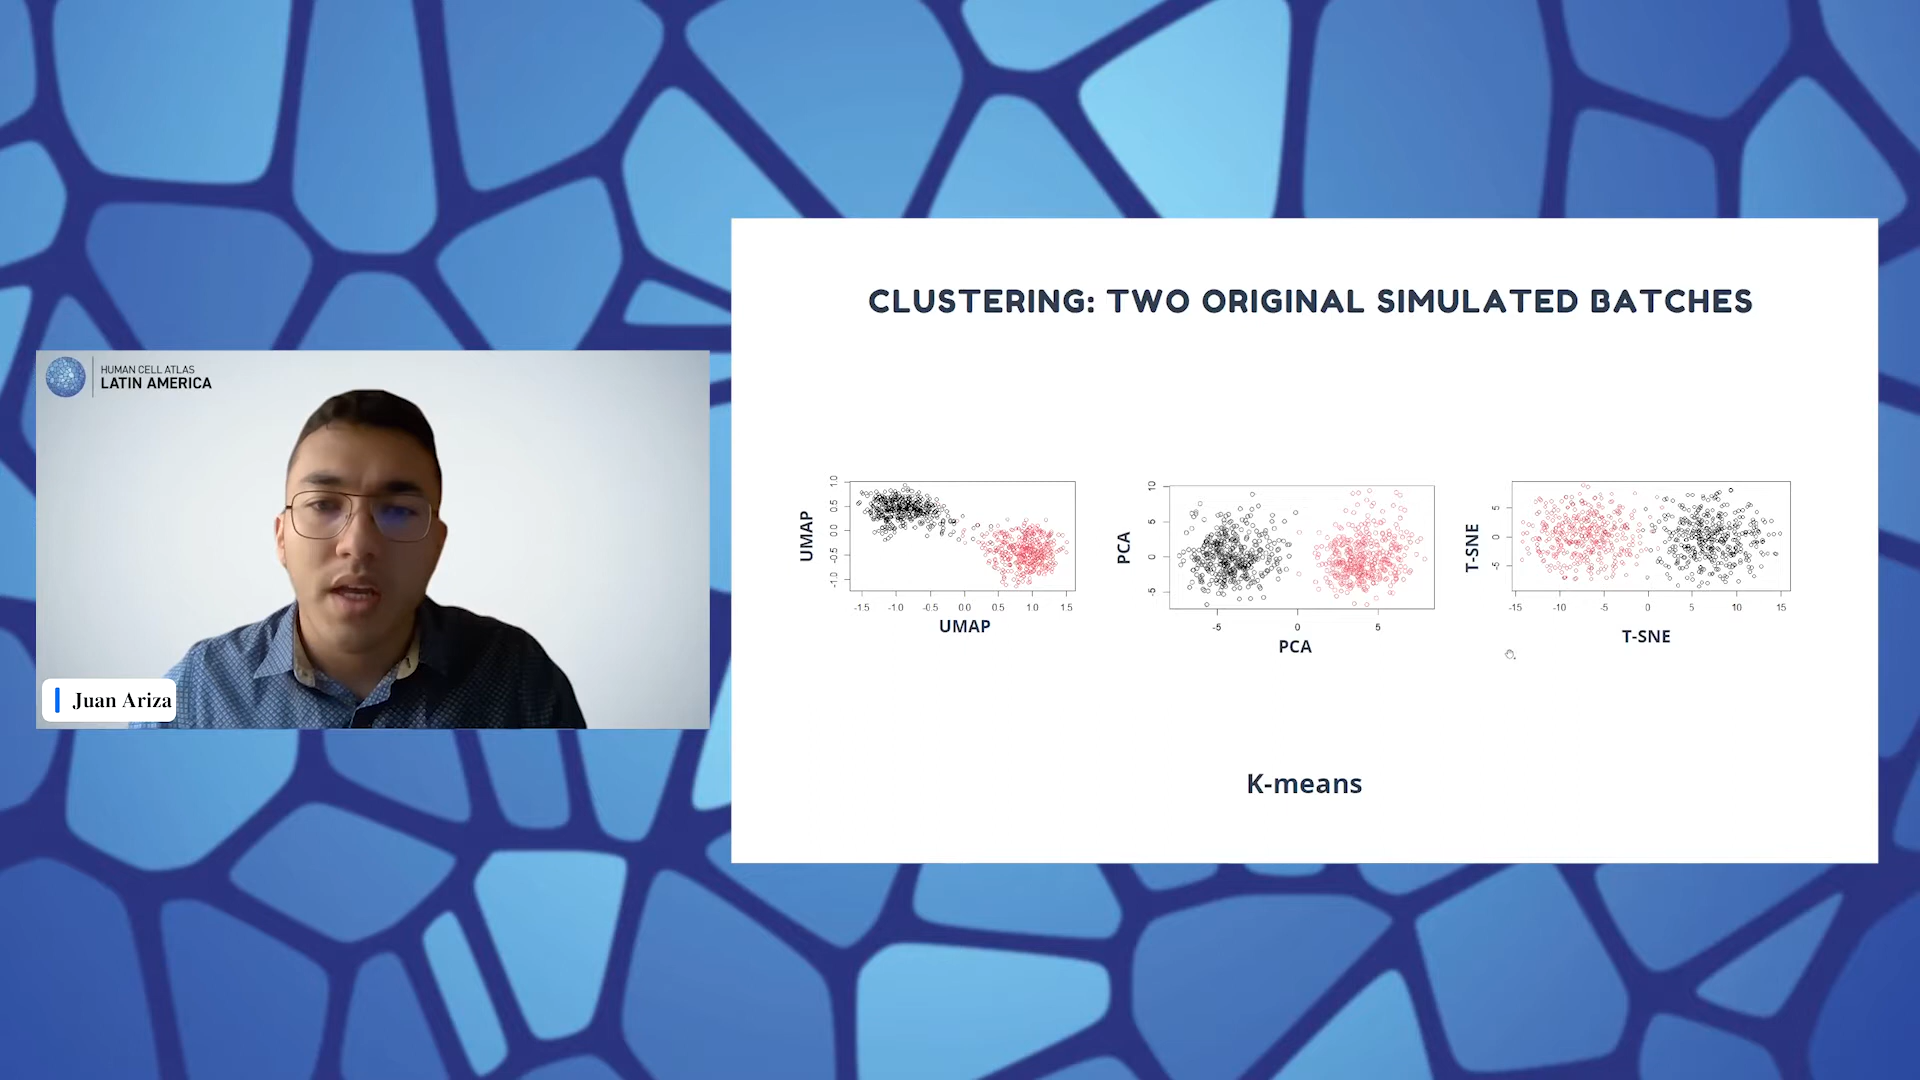 HUMAN CELL ATLAS
LATIN AMERICA
Juan Ariza
CLUSTERING: TWO ORIGINAL SIMULATED BATCHES
UMAP
1.0
0.5
0.0
-0.5
-1.0
-1.5 -1.0 -0.5 0.0 0.5 1.0 1.5
UMAP
PCA
10
5
0
-5
-5 0 5
PCA
T-SNE
5
0
-5
-15 -10 -5 0 5 10 15
T-SNE
K-means